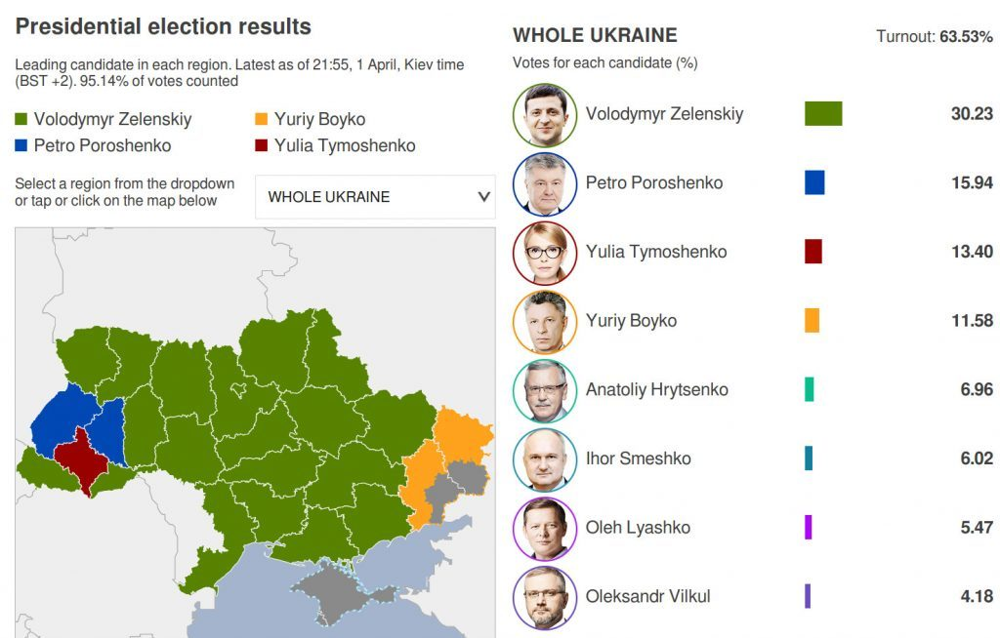 Presidential election results
Leading candidate in each region. Latest as of 21:55, 1 April, Kiev time
(BST +2). 95.14% of votes counted
Volodymyr Zelenskiy
Yuriy Boyko
Petro Poroshenko
Yulia Tymoshenko
Select a region from the dropdown
or tap or click on the map below
WHOLE UKRAINE
WHOLE UKRAINE
Turnout: 63.53%
Votes for each candidate (%)
Volodymyr Zelenskiy 30.23
Petro Poroshenko 15.94
Yulia Tymoshenko 13.40
Yuriy Boyko 11.58
Anatoliy Hrytsenko 6.96
Ihor Smeshko 6.02
Oleh Lyashko 5.47
Oleksandr Vilkul 4.18